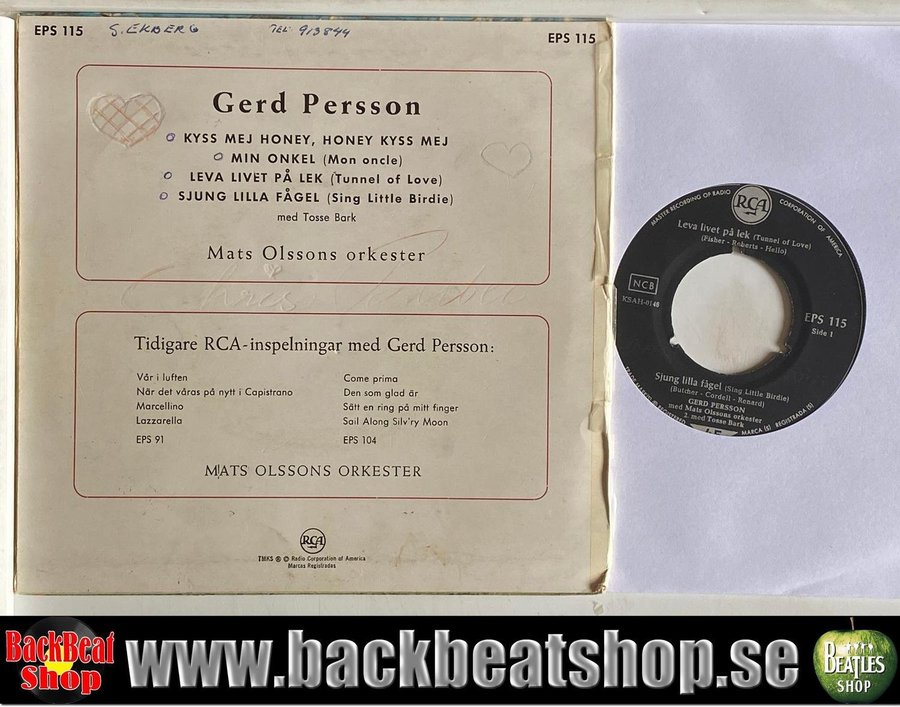 EPS 115
S. EKBERG TEL: 913844
EPS 115
Gerd Persson
KYSS MEJ HONEY, HONEY KYSS MEJ
MIN ONKEL (Mon oncle)
LEVA LIVET PÅ LEK (Tunnel of Love)
SJUNG LILLA FÅGEL (Sing Little Birdie)
med Tosse Bark
Mats Olssons orkester
Tidigare RCA-inspelningar med Gerd Persson:
Vår i luften
När det våras på nytt i Capistrano
Marcellino
Lazzarella
EPS 91
Come prima
Den som glad är
Sätt en ring på mitt finger
Sail Along Silv'ry Moon
EPS 104
MATS OLSSONS ORKESTER
RCA
TMKS ® © Radio Corporation of America
Marcas Registradas
MASTER RECORDING OF RADIO CORPORATION OF AMERICA
RCA
Leva livet på lek (Tunnel of Love)
(Fisher - Roberts - Hello)
NCB
KSAH-0146
EPS 115
Side 1
Sjung lilla fågel (Sing Little Birdie)
(Butcher - Cordell - Renard)
GERD PERSSON
med Mats Olssons orkester
2. med Tosse Bark
MARCA (S) REGISTRADA (S)
45
BackBeat
Shop
www.backbeatshop.se
BEATLES
SHOP